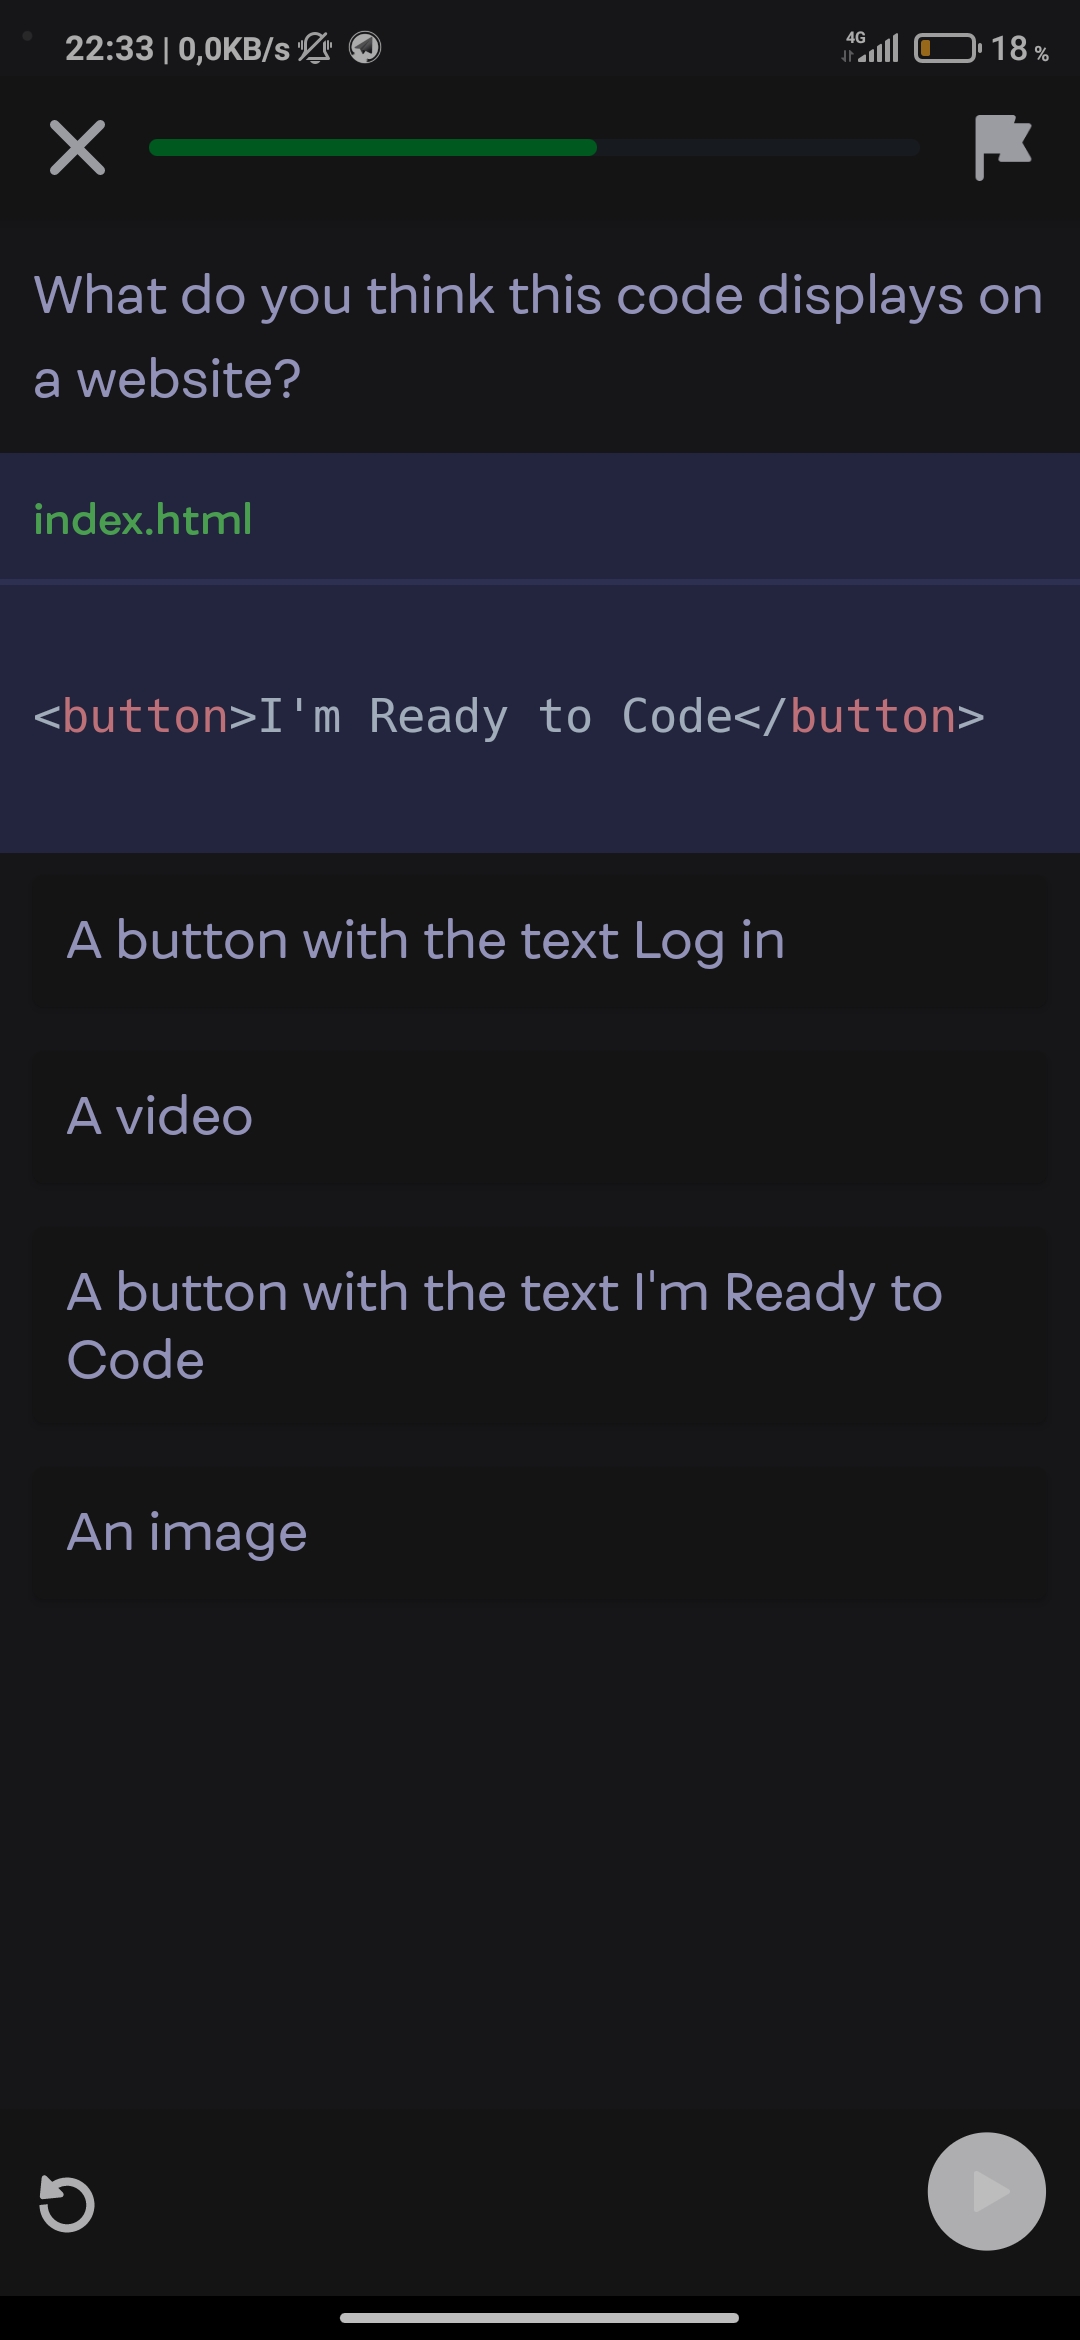 22:33 | 0,0KB/s 4G 18 %
What do you think this code displays on
a website?
index.html
<button>I'm Ready to Code</button>
A button with the text Log in
A video
A button with the text I'm Ready to
Code
An image